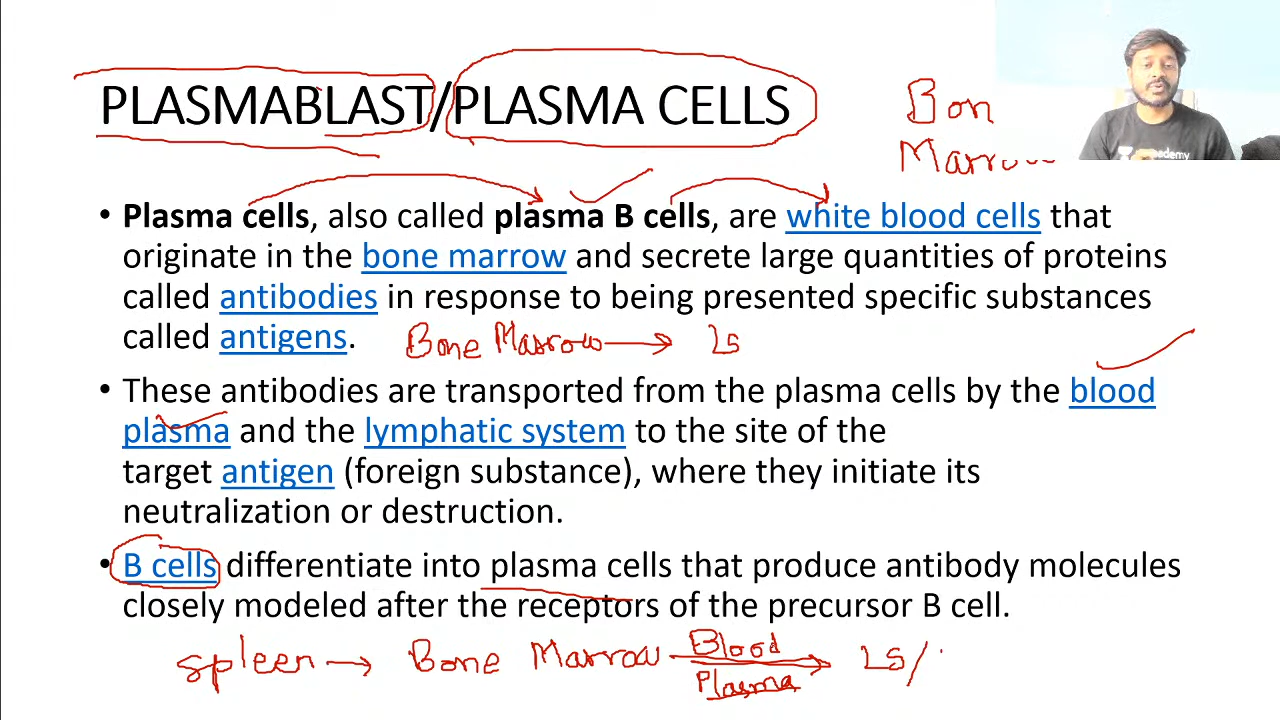 PLASMABLAST/PLASMA CELLS
Bon
Marrow
• Plasma cells, also called plasma B cells, are white blood cells that
originate in the bone marrow and secrete large quantities of proteins
called antibodies in response to being presented specific substances
called antigens.
Bone Marrow → LS
• These antibodies are transported from the plasma cells by the blood
plasma and the lymphatic system to the site of the
target antigen (foreign substance), where they initiate its
neutralization or destruction.
• B cells differentiate into plasma cells that produce antibody molecules
closely modeled after the receptors of the precursor B cell.
Blood
spleen → Bone Marrow → LS/
Plasma